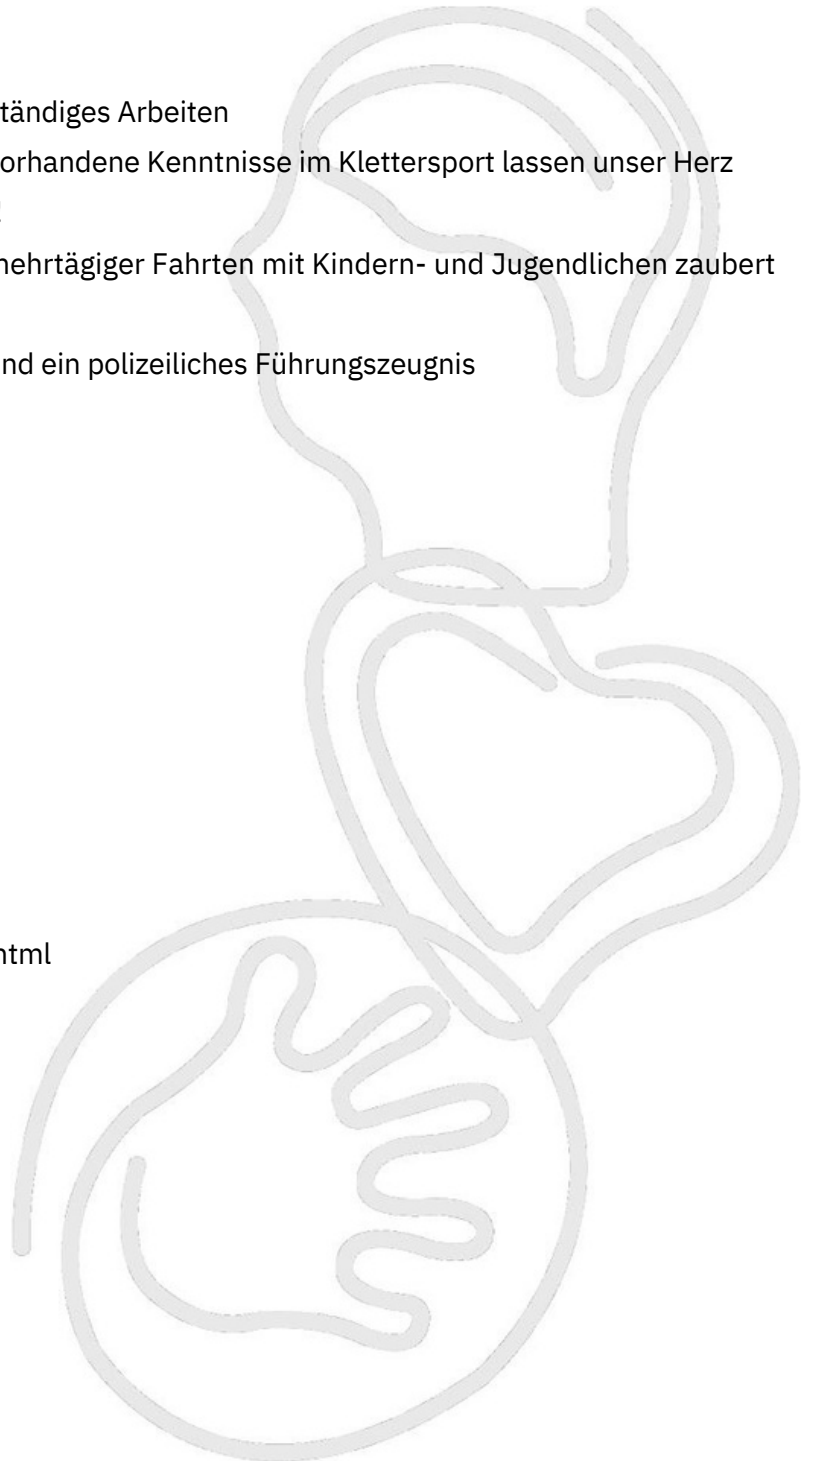 tändiges Arbeiten
orhandene Kenntnisse im Klettersport lassen unser Herz
!
nehrtägiger Fahrten mit Kindern- und Jugendlichen zaubert
nd ein polizeiliches Führungszeugnis
html